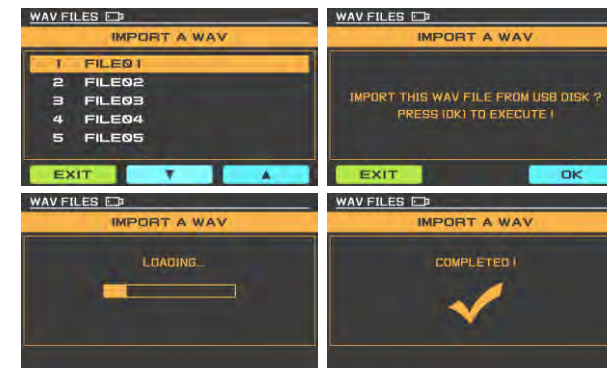 WAV FILES
IMPORT A WAV
1 FILE01
2 FILE02
3 FILE03
4 FILE04
5 FILE05
EXIT ▼ ▲
WAV FILES
IMPORT A WAV
IMPORT THIS WAV FILE FROM USB DISK ?
PRESS [OK] TO EXECUTE !
EXIT OK
WAV FILES
IMPORT A WAV
LOADING...
WAV FILES
IMPORT A WAV
COMPLETED !